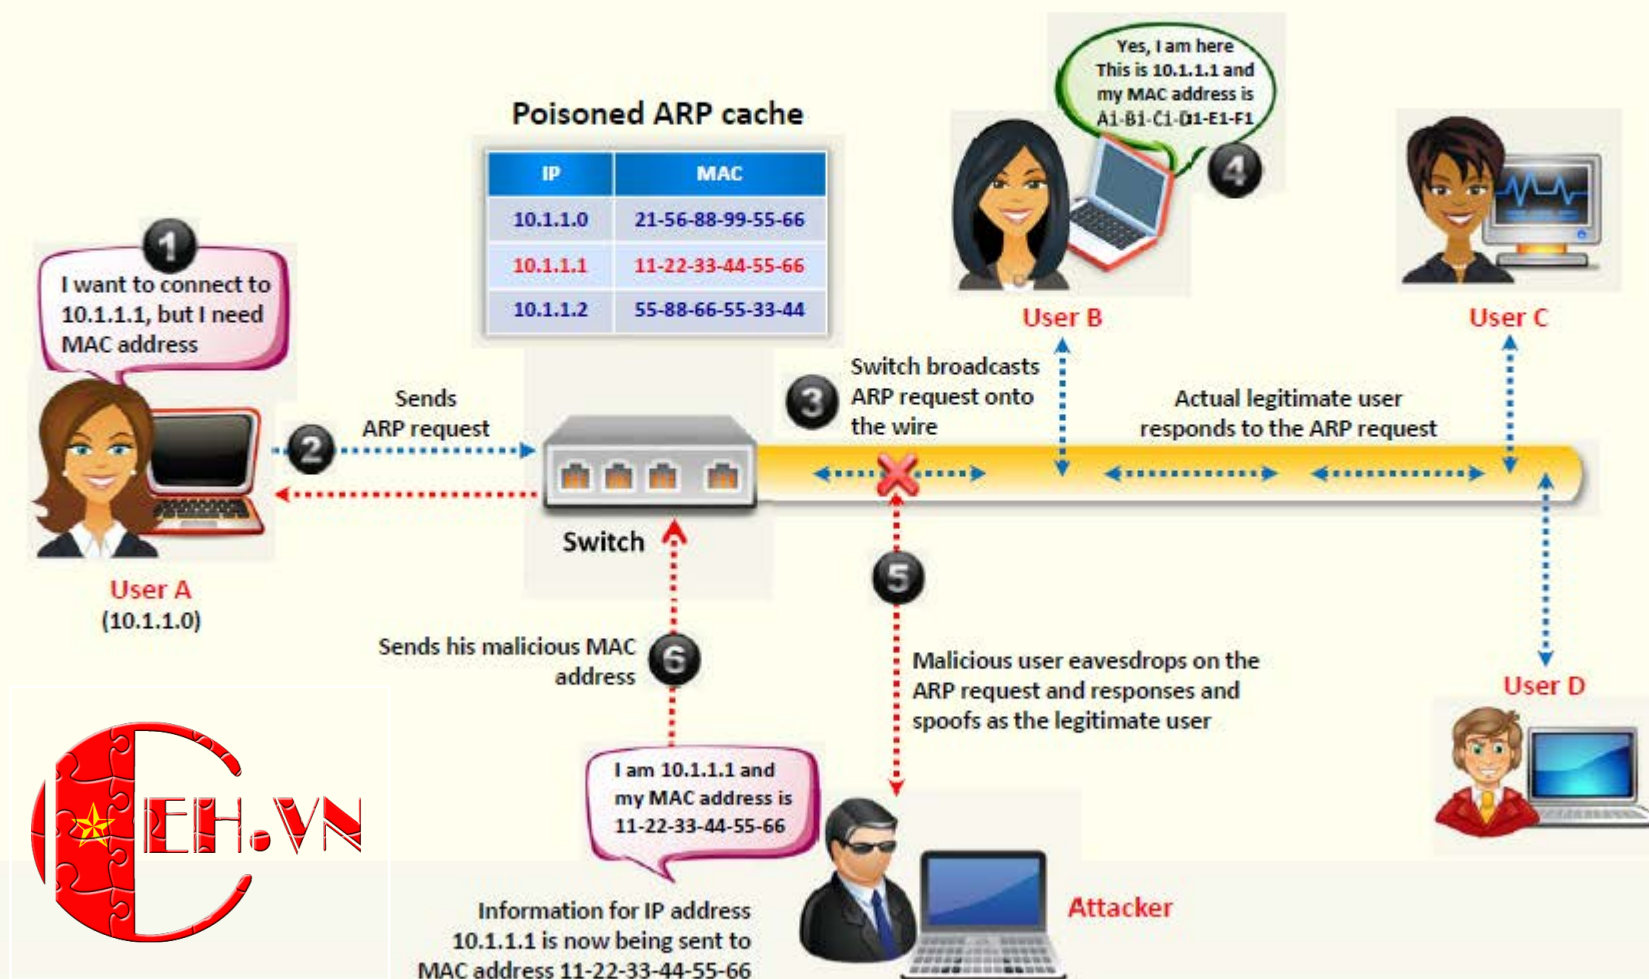 Poisoned ARP cache
IP MAC
10.1.1.0 21-56-88-99-55-66
10.1.1.1 11-22-33-44-55-66
10.1.1.2 55-88-66-55-33-44
1
I want to connect to
10.1.1.1, but I need
MAC address
User A
(10.1.1.0)
2
Sends
ARP request
Switch
3
Switch broadcasts
ARP request onto
the wire
Yes, I am here
This is 10.1.1.1 and
my MAC address is
A1-B1-C1-D1-E1-F1
4
User B
User C
Actual legitimate user
responds to the ARP request
User D
5
Malicious user eavesdrops on the
ARP request and responses and
spoofs as the legitimate user
6
Sends his malicious MAC
address
I am 10.1.1.1 and
my MAC address is
11-22-33-44-55-66
Attacker
Information for IP address
10.1.1.1 is now being sent to
MAC address 11-22-33-44-55-66
CEH.VN